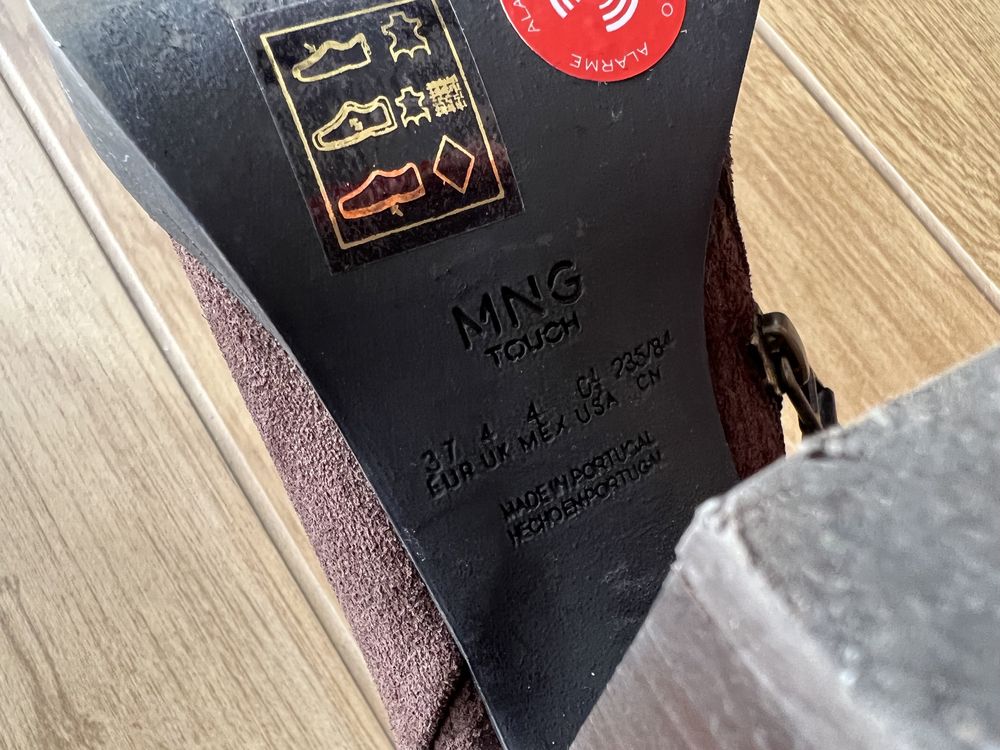 ALARME
MNG
TOUCH
37 4 4 235/84
EUR UK MEX USA CN
MADE IN PORTUGAL
HECHO EN PORTUGAL